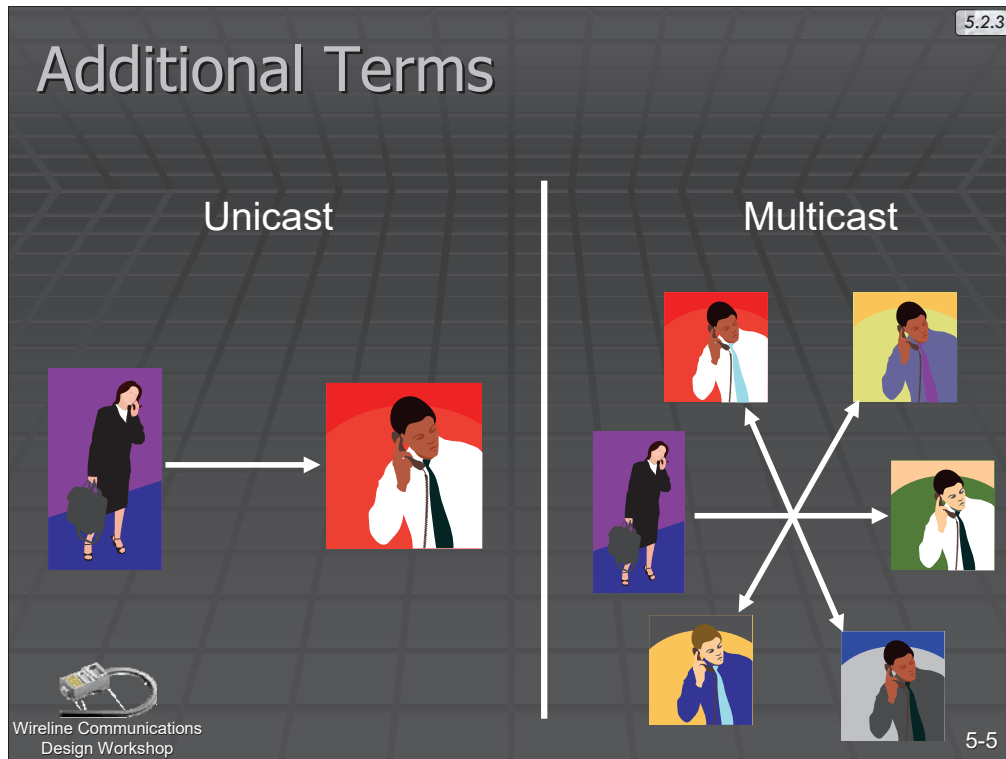 5.2.3
Additional Terms
Unicast
Multicast
Wireline Communications
Design Workshop
5-5